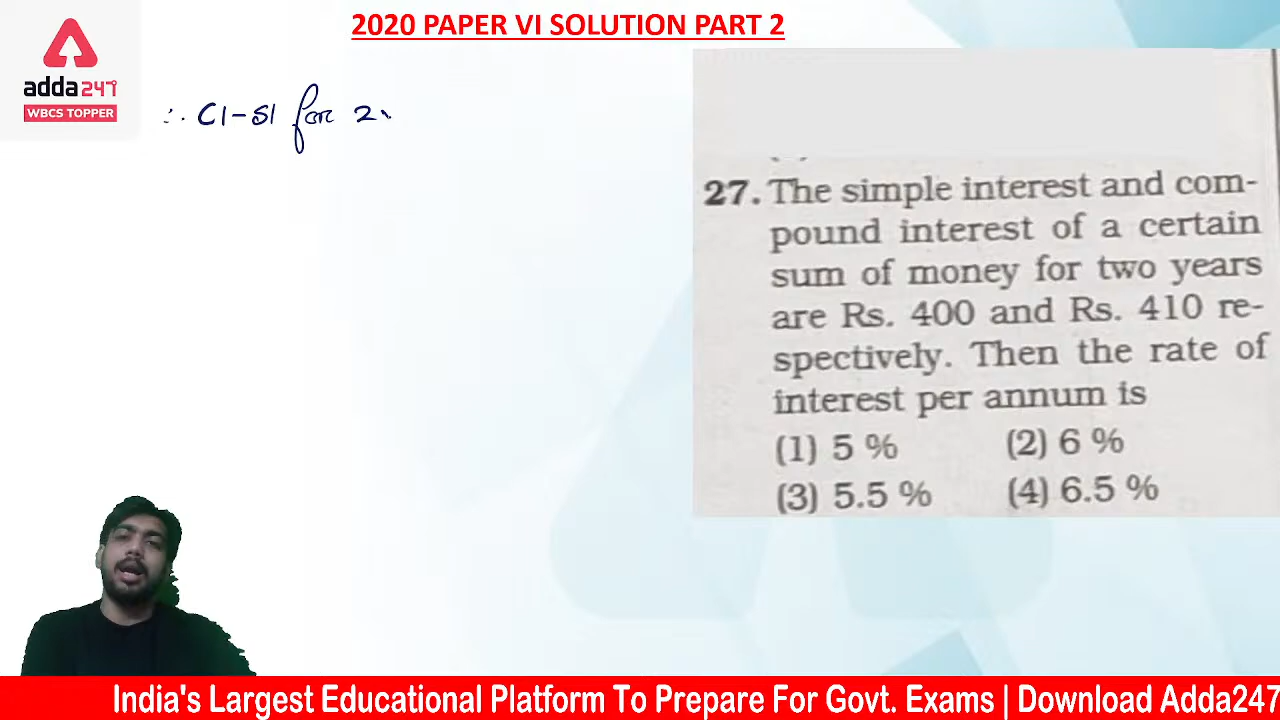 2020 PAPER VI SOLUTION PART 2
adda247
WBCS TOPPER
∴ CI-SI for 2
27. The simple interest and com-
pound interest of a certain
sum of money for two years
are Rs. 400 and Rs. 410 re-
spectively. Then the rate of
interest per annum is
(1) 5 % (2) 6 %
(3) 5.5 % (4) 6.5 %
India's Largest Educational Platform To Prepare For Govt. Exams | Download Adda247